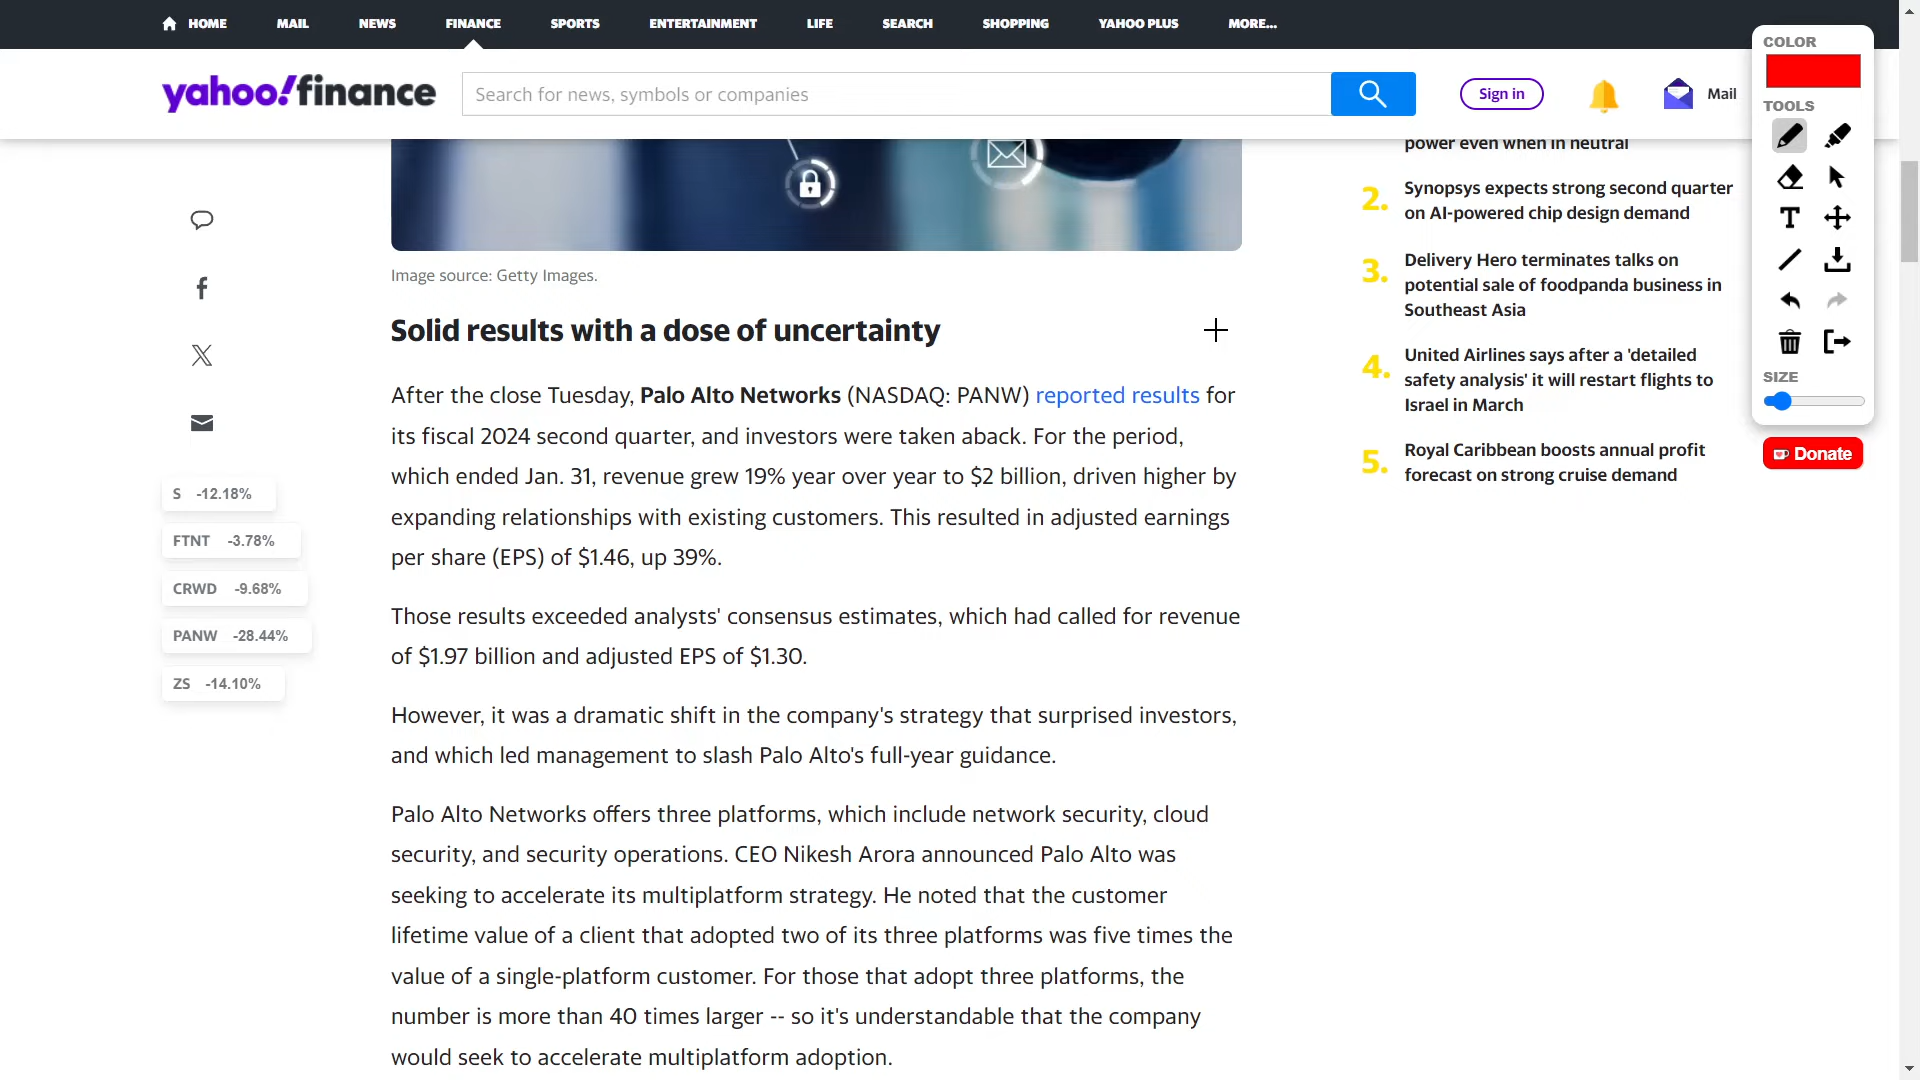 HOME MAIL NEWS FINANCE SPORTS ENTERTAINMENT LIFE SEARCH SHOPPING YAHOO PLUS MORE...
yahoo!finance
Search for news, symbols or companies
Sign in
Mail
COLOR
TOOLS
SIZE
Donate
S -12.18%
FTNT -3.78%
CRWD -9.68%
PANW -28.44%
ZS -14.10%
Image source: Getty Images.
Solid results with a dose of uncertainty
After the close Tuesday, Palo Alto Networks (NASDAQ: PANW) reported results for
its fiscal 2024 second quarter, and investors were taken aback. For the period,
which ended Jan. 31, revenue grew 19% year over year to $2 billion, driven higher by
expanding relationships with existing customers. This resulted in adjusted earnings
per share (EPS) of $1.46, up 39%.
Those results exceeded analysts' consensus estimates, which had called for revenue
of $1.97 billion and adjusted EPS of $1.30.
However, it was a dramatic shift in the company's strategy that surprised investors,
and which led management to slash Palo Alto's full-year guidance.
Palo Alto Networks offers three platforms, which include network security, cloud
security, and security operations. CEO Nikesh Arora announced Palo Alto was
seeking to accelerate its multiplatform strategy. He noted that the customer
lifetime value of a client that adopted two of its three platforms was five times the
value of a single-platform customer. For those that adopt three platforms, the
number is more than 40 times larger -- so it's understandable that the company
would seek to accelerate multiplatform adoption.
power even when in neutral
2. Synopsys expects strong second quarter
on AI-powered chip design demand
3. Delivery Hero terminates talks on
potential sale of foodpanda business in
Southeast Asia
4. United Airlines says after a 'detailed
safety analysis' it will restart flights to
Israel in March
5. Royal Caribbean boosts annual profit
forecast on strong cruise demand